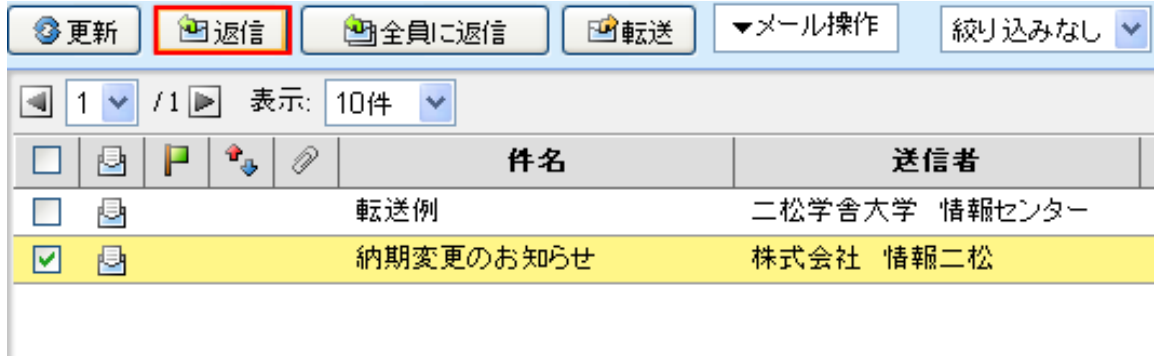 更新 返信 全員に返信 転送 ▼メール操作 絞り込みなし
1 /1 表示: 10件
件名 送信者
転送例 二松学舎大学 情報センター
納期変更のお知らせ 株式会社 情報二松